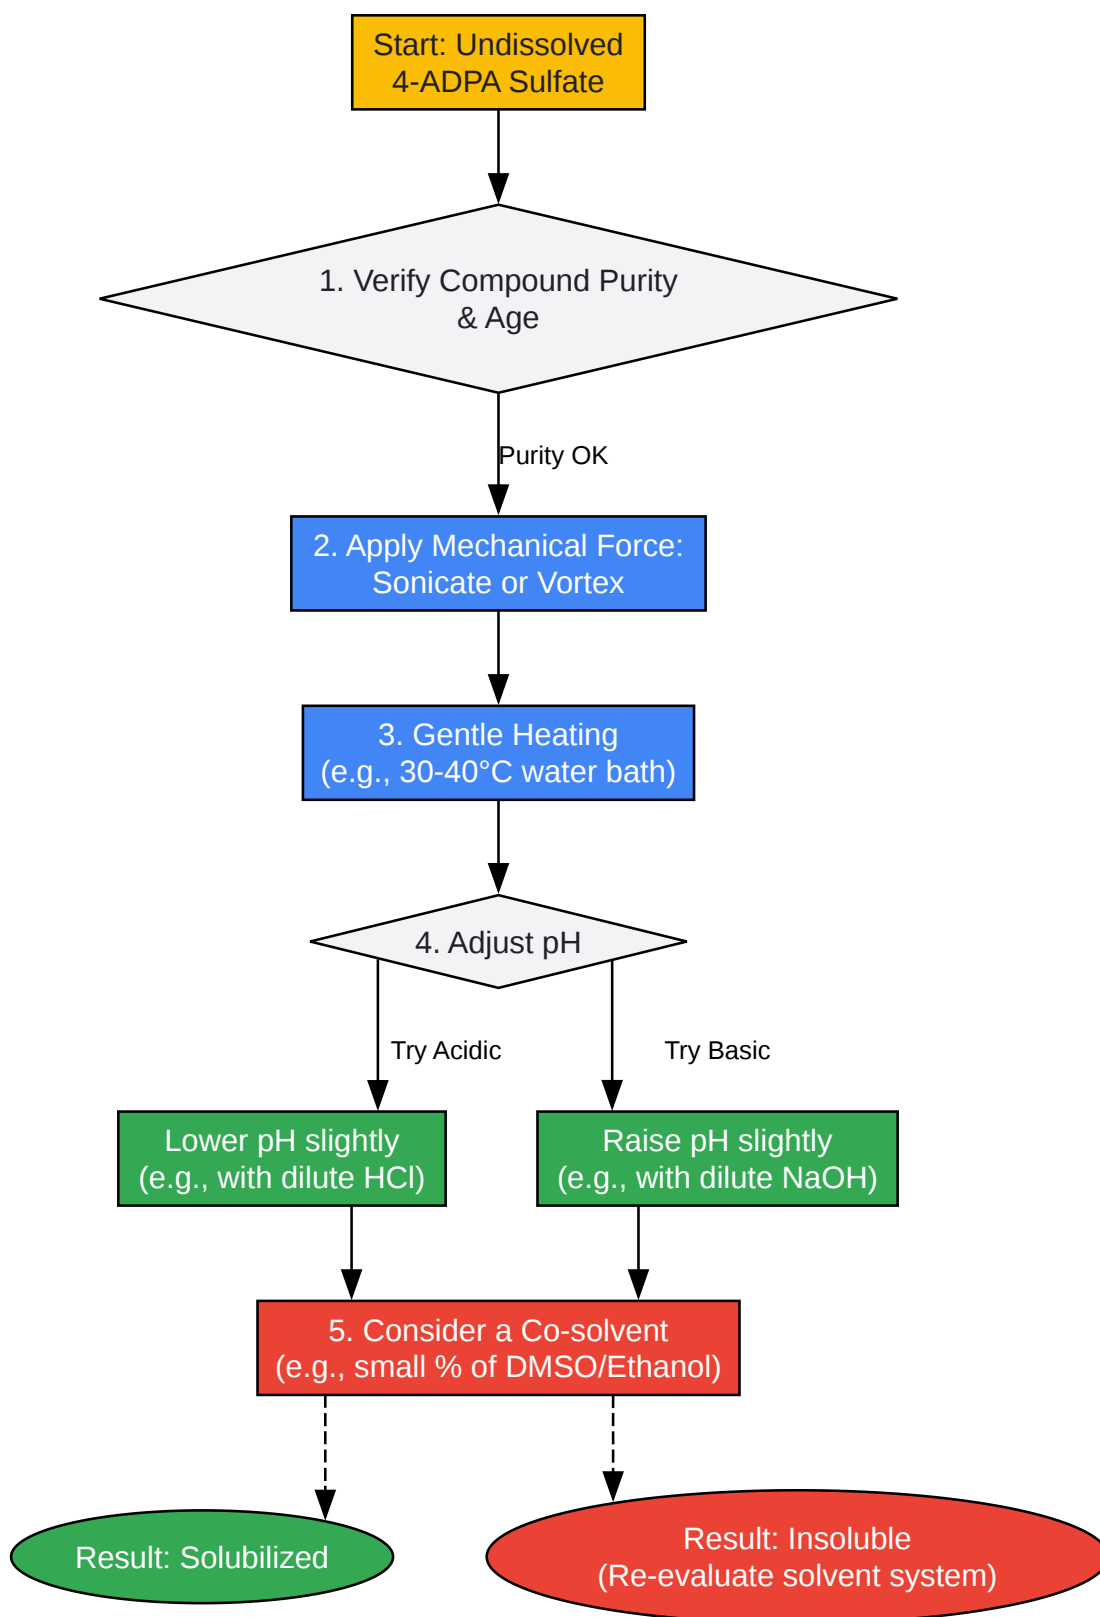 Start: Undissolved
4-ADPA Sulfate
1. Verify Compound Purity
& Age
Purity OK
2. Apply Mechanical Force:
Sonicate or Vortex
3. Gentle Heating
(e.g., 30-40°C water bath)
4. Adjust pH
Try Acidic
Try Basic
Lower pH slightly
(e.g., with dilute HCl)
Raise pH slightly
(e.g., with dilute NaOH)
5. Consider a Co-solvent
(e.g., small % of DMSO/Ethanol)
Result: Solubilized
Result: Insoluble
(Re-evaluate solvent system)